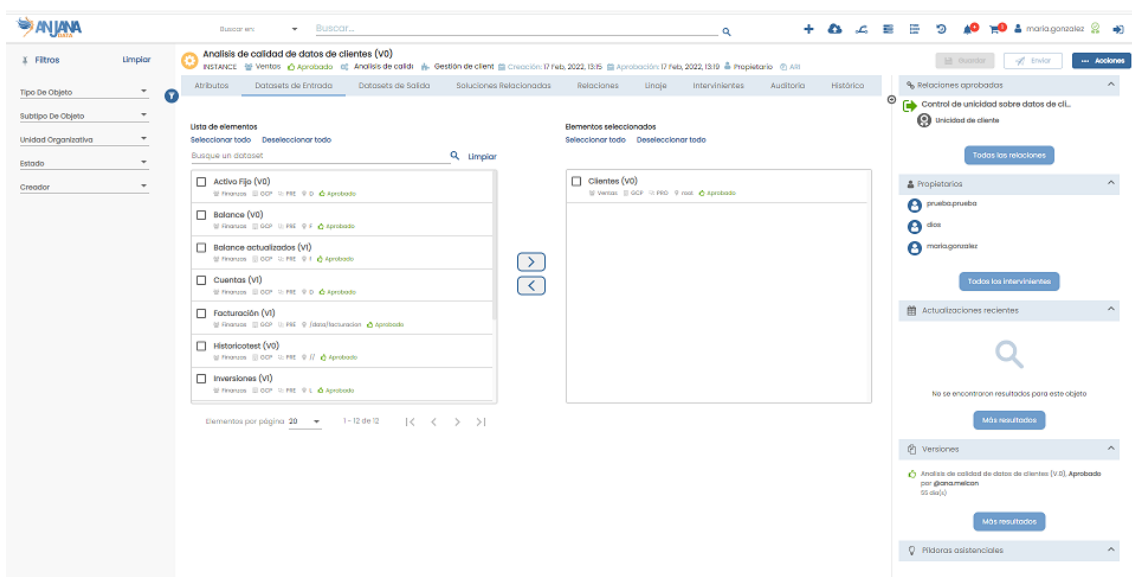 ANJANA
DATA
Buscar en:
Buscar...
maria.gonzalez
Filtros
Limpiar
Tipo De Objeto
Subtipo De Objeto
Unidad Organizativa
Estado
Creador
Analisis de calidad de datos de clientes (V0)
INSTANCE Ventas Aprobado Analisis de calid Gestión de client Creación: 17 Feb, 2022, 13:15 Aprobación: 17 Feb, 2022, 13:19 Propietario
Guardar
Enviar
Acciones
Atributos
Datasets de Entrada
Datasets de Salida
Soluciones Relacionadas
Relaciones
Linaje
Intervinientes
Auditoria
Histórico
Lista de elementos
Seleccionar todo Deseleccionar todo
Busque un dataset
Limpiar
Activo Fijo (V0)
Finanzas GCP PRE D Aprobado
Balance (V0)
Finanzas GCP PRE F Aprobado
Balance actualizados (V1)
Finanzas GCP PRE Aprobado
Cuentas (V1)
Finanzas GCP PRE D Aprobado
Facturación (V1)
Finanzas GCP PRE /data/facturacion Aprobado
Historicotest (V0)
Finanzas GCP PRE // Aprobado
Inversiones (V1)
Finanzas GCP PRE L Aprobado
Elementos por página 20
1 - 12 de 12
Elementos seleccionados
Seleccionar todo Deseleccionar todo
Clientes (V0)
Ventas GCP PRO root Aprobado
Relaciones aprobadas
Control de unicidad sobre datos de cli...
Unicidad de cliente
Todas las relaciones
Propietarios
prueba.prueba
dios
maria.gonzalez
Todos los intervinientes
Actualizaciones recientes
No se encontraron resultados para este objeto
Más resultados
Versiones
Analisis de calidad de datos de clientes (V.0), Aprobado
por @ana.melcon
55 dia(s)
Más resultados
Píldoras asistenciales